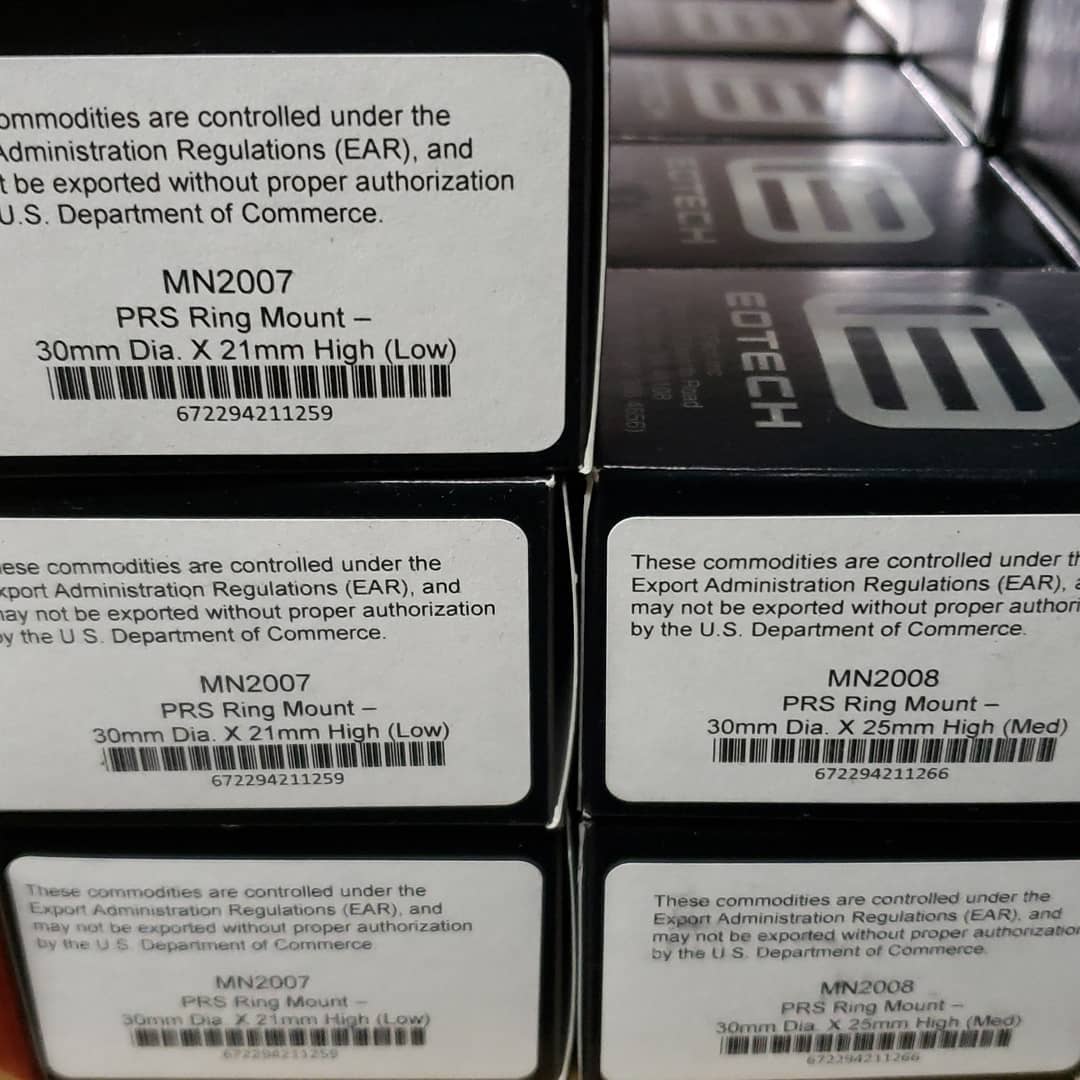 ommodities are controlled under the
Administration Regulations (EAR), and
t be exported without proper authorization
U.S. Department of Commerce.
MN2007
PRS Ring Mount –
30mm Dia. X 21mm High (Low)
672294211259
EOTECH
EOTECH
Road
ese commodities are controlled under the
xport Administration Regulations (EAR), and
ay not be exported without proper authorization
y the U S. Department of Commerce.
MN2007
PRS Ring Mount –
30mm Dia. X 21mm High (Low)
672294211259
These commodities are controlled under th
Export Administration Regulations (EAR), a
may not be exported without proper authori
by the U.S. Department of Commerce.
MN2008
PRS Ring Mount –
30mm Dia. X 25mm High (Med)
672294211266
These commodities are controlled under the
Export Administration Regulations (EAR), and
may not be exported without proper authorization
by the U S. Department of Commerce
MN2007
PRS Ring Mount –
30mm Dia. X 21mm High (Low)
672294211259
These commodities are controlled under the
Export Administration Regulations (EAR), and
may not be exported without proper authorization
by the U S. Department of Commerce.
MN2008
PRS Ring Mount –
30mm Dia. X 25mm High (Med)
672294211266